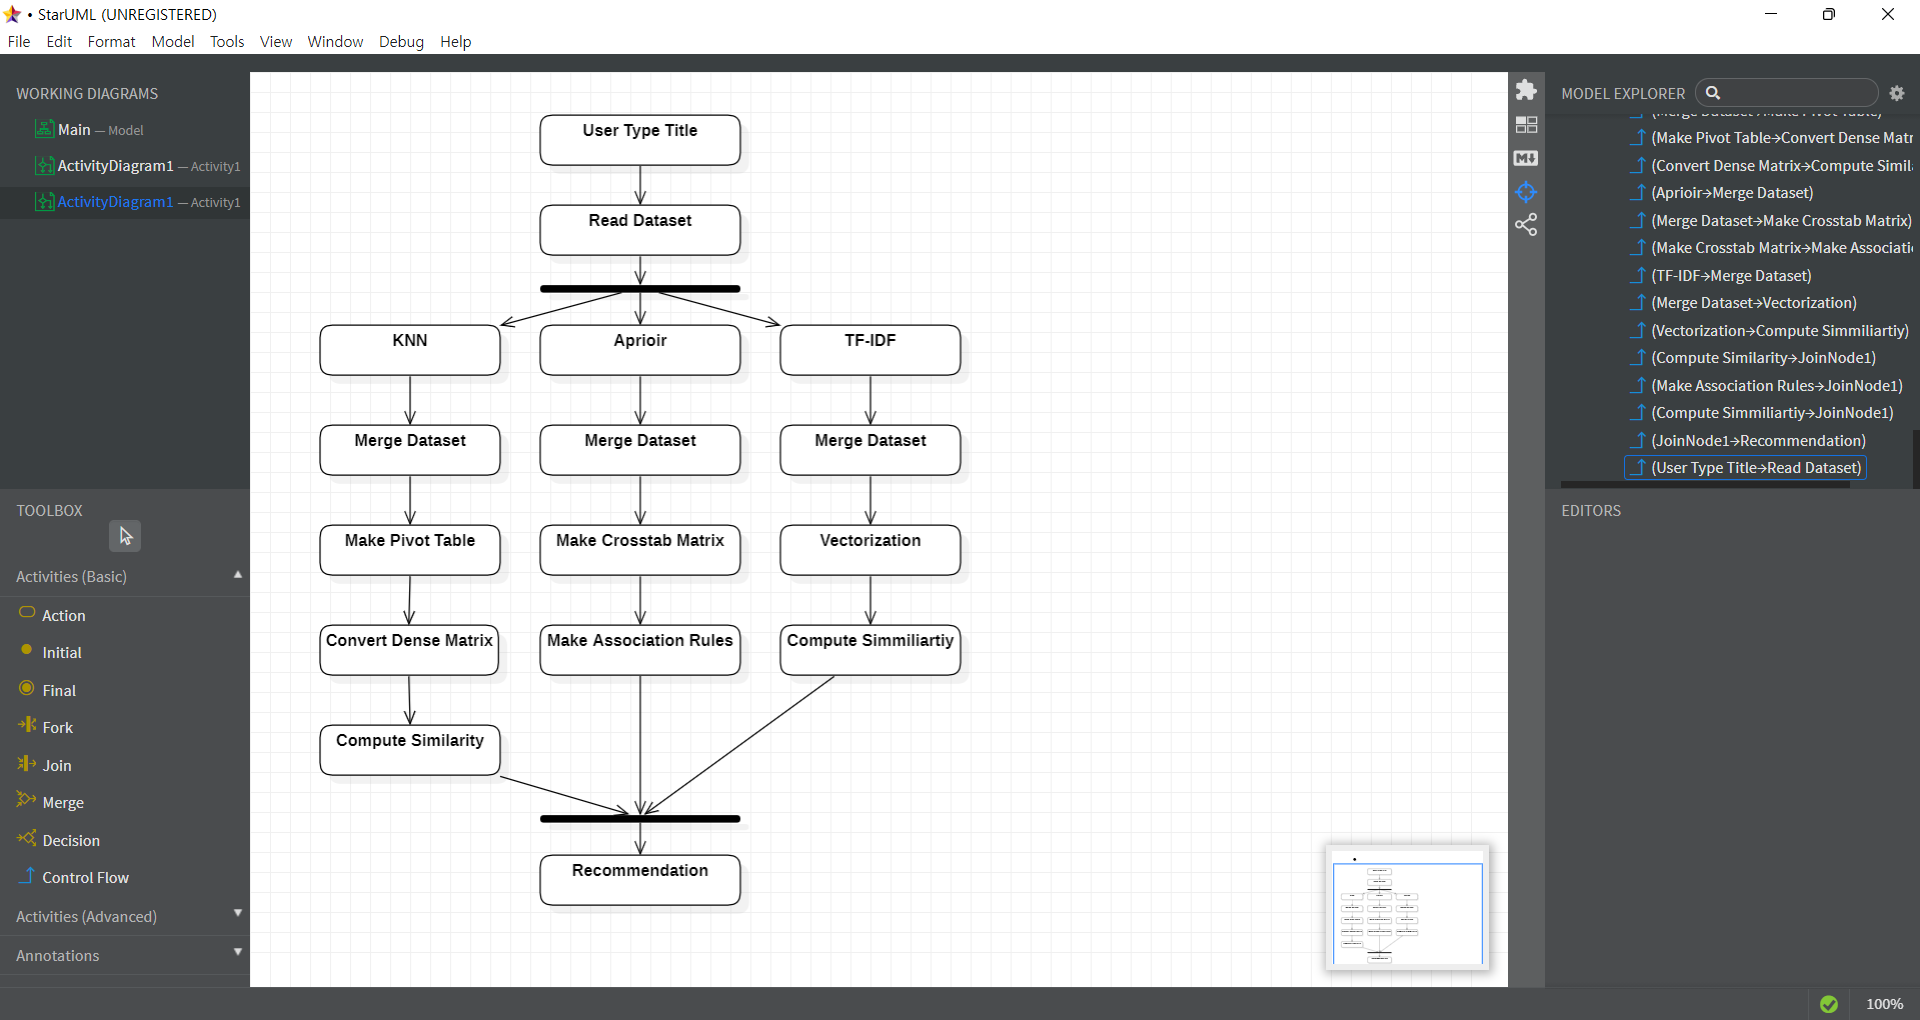 • StarUML (UNREGISTERED)
File Edit Format Model Tools View Window Debug Help
WORKING DIAGRAMS
Main — Model
ActivityDiagram1 — Activity1
ActivityDiagram1 — Activity1
TOOLBOX
Activities (Basic)
Action
Initial
Final
Fork
Join
Merge
Decision
Control Flow
Activities (Advanced)
Annotations
User Type Title
Read Dataset
KNN Aprioir TF-IDF
Merge Dataset Merge Dataset Merge Dataset
Make Pivot Table Make Crosstab Matrix Vectorization
Convert Dense Matrix Make Association Rules Compute Simmiliartiy
Compute Similarity
Recommendation
M↓
MODEL EXPLORER
(Merge Dataset→Make Pivot Table)
(Make Pivot Table→Convert Dense Matr
(Convert Dense Matrix→Compute Simil
(Aprioir→Merge Dataset)
(Merge Dataset→Make Crosstab Matrix)
(Make Crosstab Matrix→Make Associati
(TF-IDF→Merge Dataset)
(Merge Dataset→Vectorization)
(Vectorization→Compute Simmiliartiy)
(Compute Similarity→JoinNode1)
(Make Association Rules→JoinNode1)
(Compute Simmiliartiy→JoinNode1)
(JoinNode1→Recommendation)
(User Type Title→Read Dataset)
EDITORS
100%